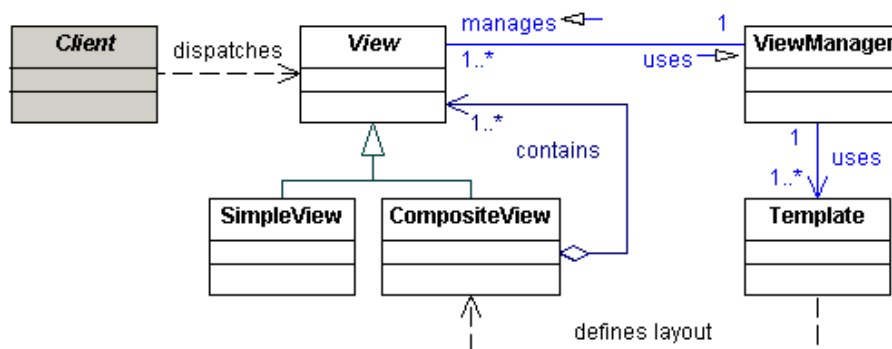 Client
dispatches
View
manages
1
1..*
uses
ViewManager
1..*
contains
1
uses
1..*
SimpleView
CompositeView
Template
defines layout